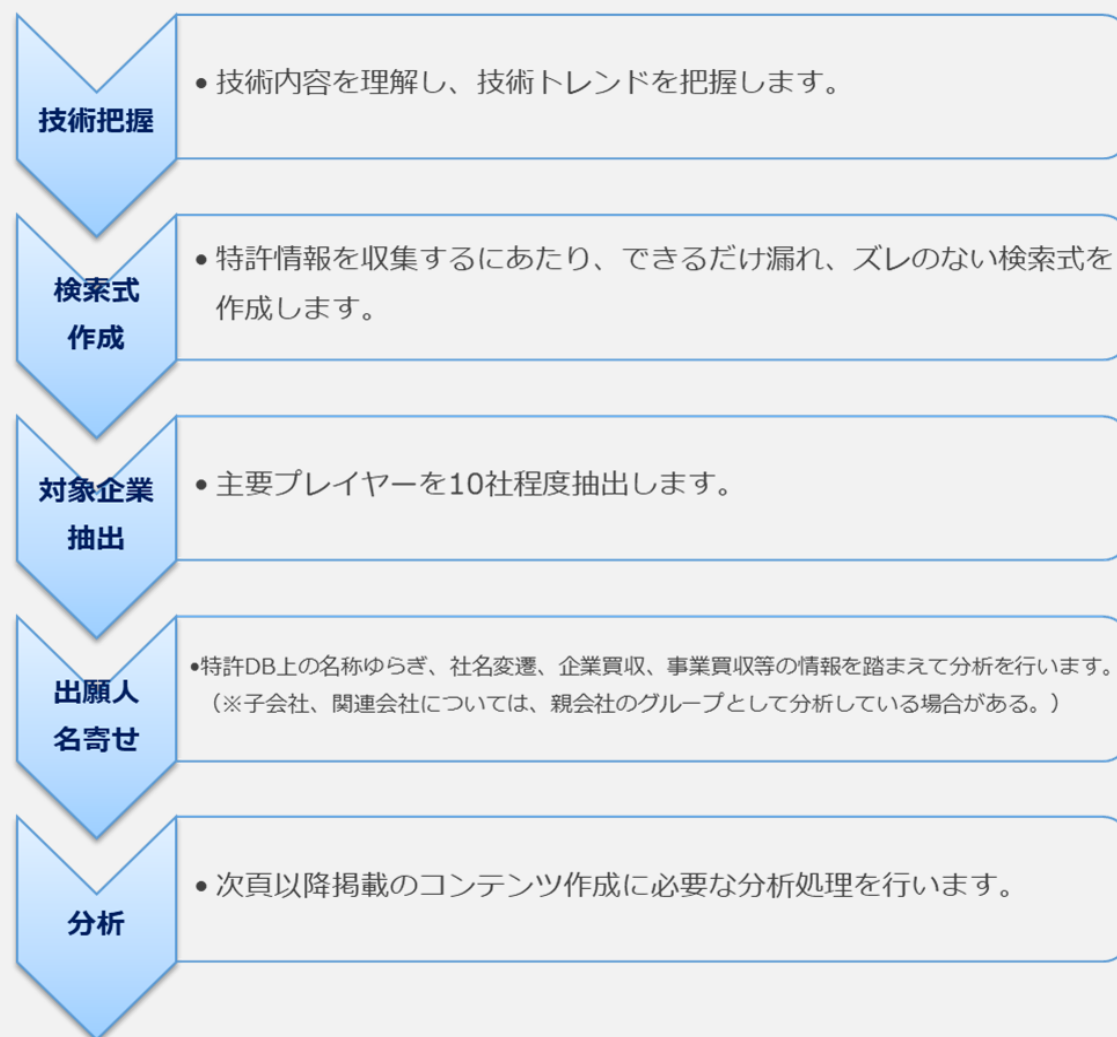 技術把握
• 技術内容を理解し、技術トレンドを把握します。
検索式
作成
• 特許情報を収集するにあたり、できるだけ漏れ、ズレのない検索式を
作成します。
対象企業
抽出
• 主要プレイヤーを10社程度抽出します。
出願人
名寄せ
•特許DB上の名称ゆらぎ、社名変遷、企業買収、事業買収等の情報を踏まえて分析を行います。
（※子会社、関連会社については、親会社のグループとして分析している場合がある。）
分析
• 次頁以降掲載のコンテンツ作成に必要な分析処理を行います。